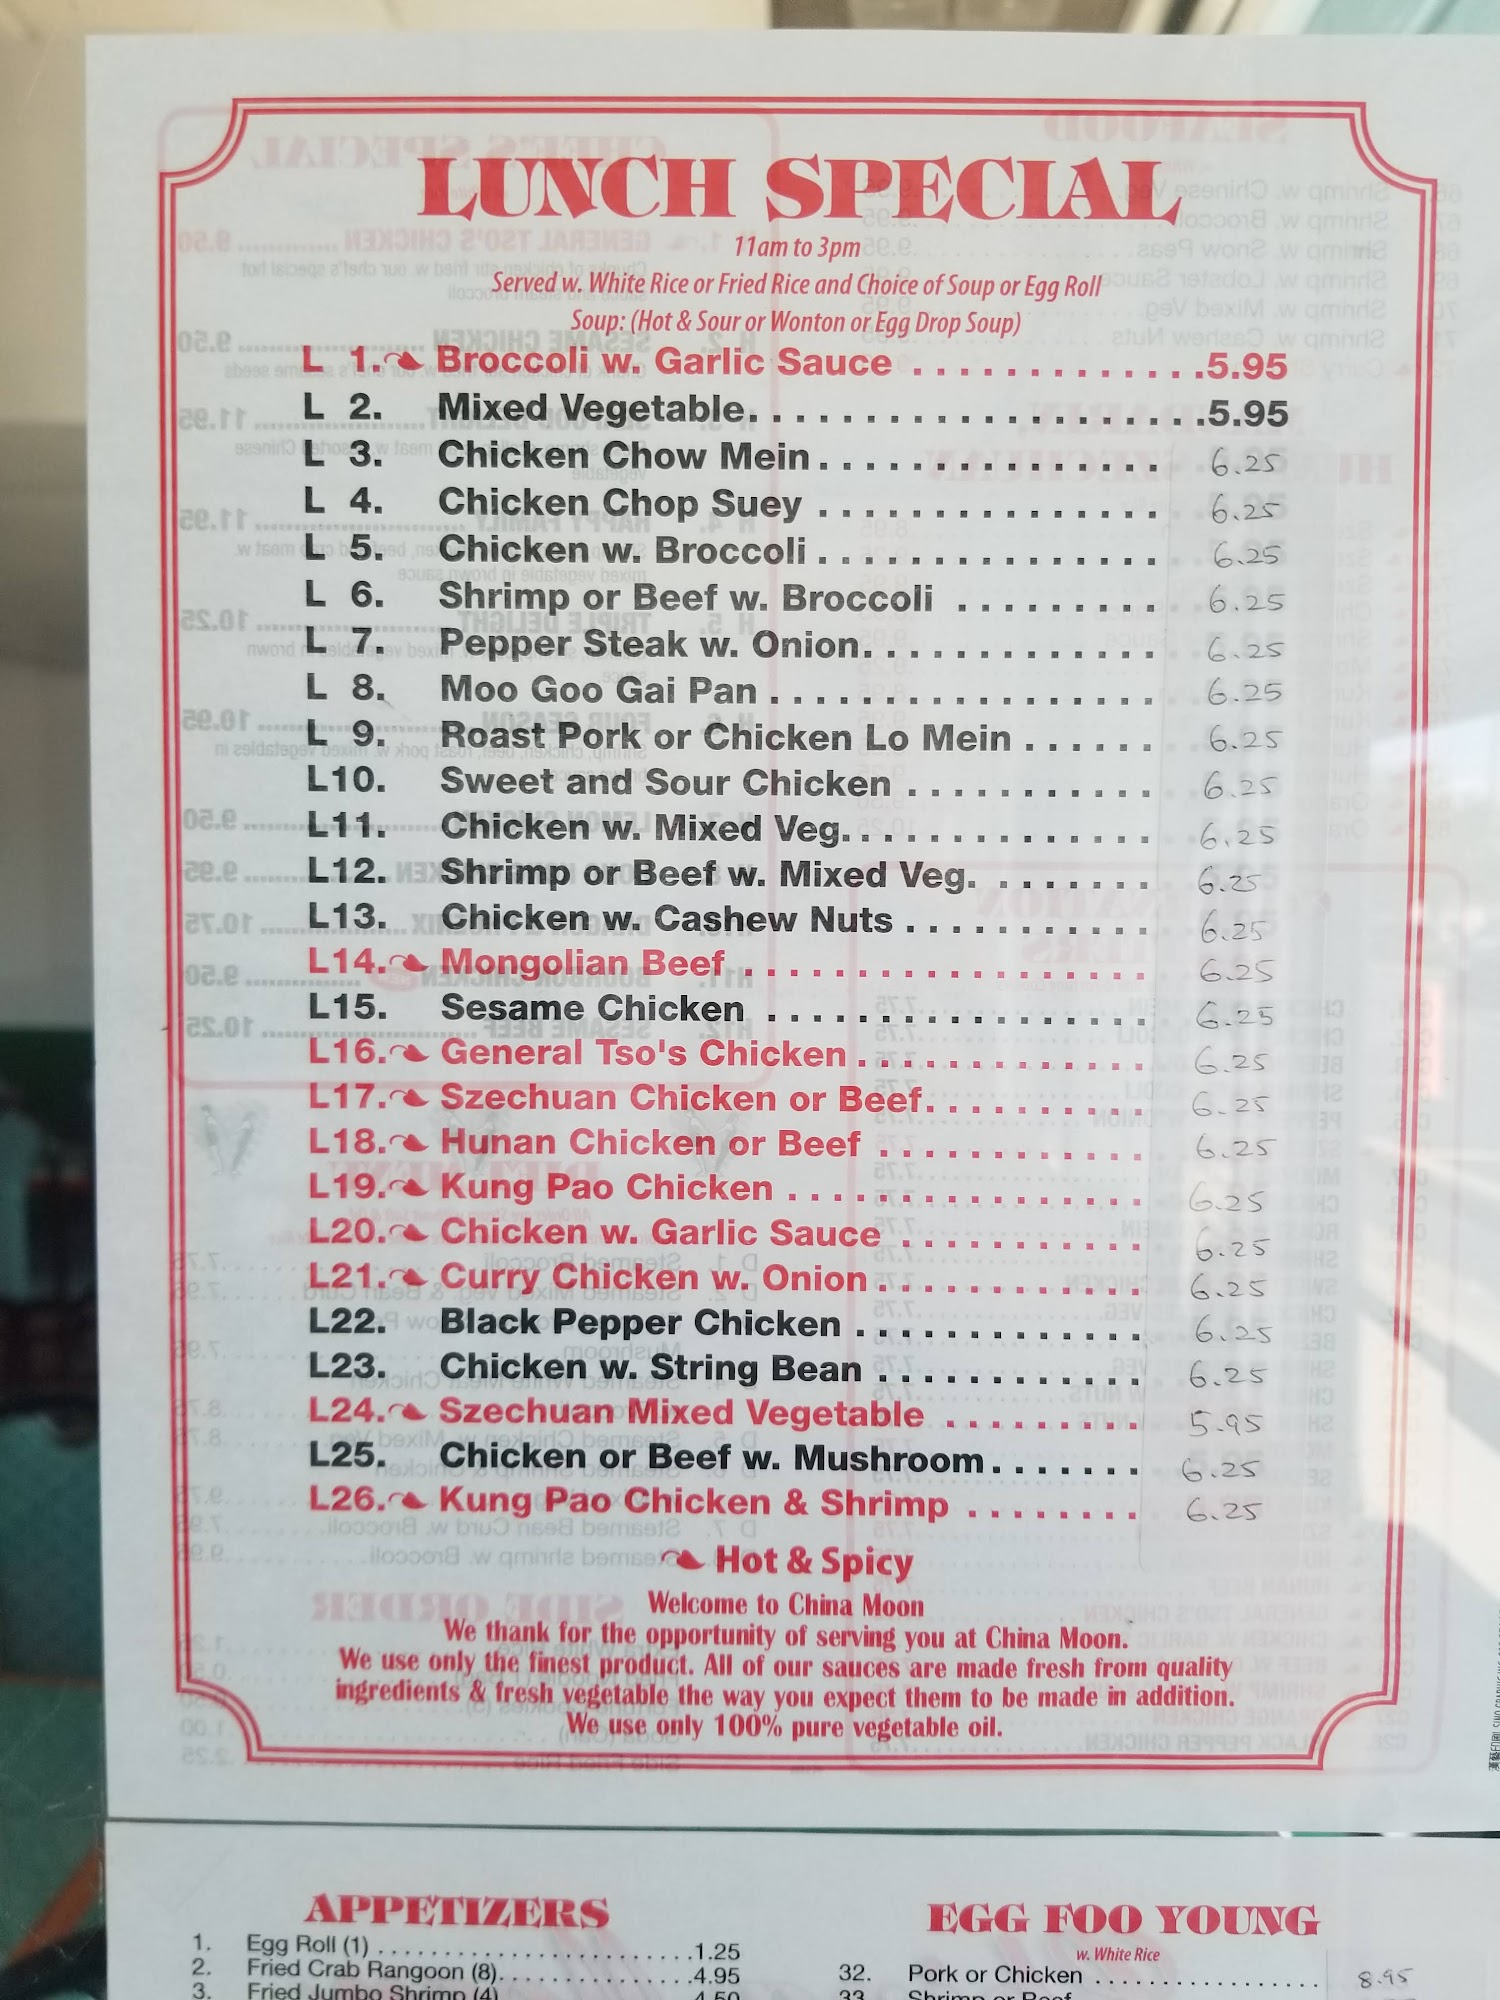 LUNCH SPECIAL
11am to 3pm
Served w. White Rice or Fried Rice and Choice of Soup or Egg Roll
Soup: (Hot & Sour or Wonton or Egg Drop Soup)
L 1. Broccoli w. Garlic Sauce . . . . . . . . . . . . .5.95
L 2. Mixed Vegetable. . . . . . . . . . . . . . . . . . . .5.95
L 3. Chicken Chow Mein . . . . . . . . . . . . . . . 6.25
L 4. Chicken Chop Suey . . . . . . . . . . . . . . . 6.25
L 5. Chicken w. Broccoli . . . . . . . . . . . . . . . 6.25
L 6. Shrimp or Beef w. Broccoli . . . . . . . . . 6.25
L 7. Pepper Steak w. Onion. . . . . . . . . . . . . 6.25
L 8. Moo Goo Gai Pan . . . . . . . . . . . . . . . . . 6.25
L 9. Roast Pork or Chicken Lo Mein . . . . . . 6.25
L10. Sweet and Sour Chicken . . . . . . . . . . . 6.25
L11. Chicken w. Mixed Veg. . . . . . . . . . . . . . 6.25
L12. Shrimp or Beef w. Mixed Veg. . . . . . . . 6.25
L13. Chicken w. Cashew Nuts . . . . . . . . . . . 6.25
L14. Mongolian Beef . . . . . . . . . . . . . . . . . . 6.25
L15. Sesame Chicken . . . . . . . . . . . . . . . . . 6.25
L16. General Tso's Chicken . . . . . . . . . . . . . 6.25
L17. Szechuan Chicken or Beef. . . . . . . . . . 6.25
L18. Hunan Chicken or Beef . . . . . . . . . . . . 6.25
L19. Kung Pao Chicken . . . . . . . . . . . . . . . . 6.25
L20. Chicken w. Garlic Sauce . . . . . . . . . . . 6.25
L21. Curry Chicken w. Onion . . . . . . . . . . . . 6.25
L22. Black Pepper Chicken . . . . . . . . . . . . . 6.25
L23. Chicken w. String Bean . . . . . . . . . . . . 6.25
L24. Szechuan Mixed Vegetable . . . . . . . . . 5.95
L25. Chicken or Beef w. Mushroom. . . . . . . 6.25
L26. Kung Pao Chicken & Shrimp . . . . . . . . 6.25
Hot & Spicy
Welcome to China Moon
We thank for the opportunity of serving you at China Moon.
We use only the finest product. All of our sauces are made fresh from quality
ingredients & fresh vegetable the way you expect them to be made in addition.
We use only 100% pure vegetable oil.
APPETIZERS
1. Egg Roll (1) . . . . . . . . . . . . . . . . . . . . . . . .1.25
2. Fried Crab Rangoon (8). . . . . . . . . . . . . . .4.95
3. Fried Jumbo Shrimp (4) 4.50
EGG FOO YOUNG
w. White Rice
32. Pork or Chicken . . . . . . . . . . . . . . . . . 8.95
33. Shrimp or Beef